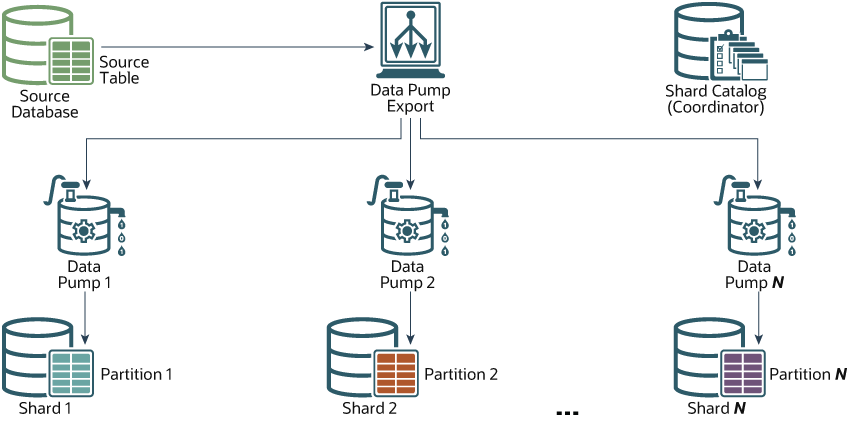 Source
Table
Source
Database
Data Pump
Export
Shard Catalog
(Coordinator)
Data
Pump 1
Data
Pump 2
Data
Pump N
Partition 1
Shard 1
Partition 2
Shard 2
...
Partition N
Shard N